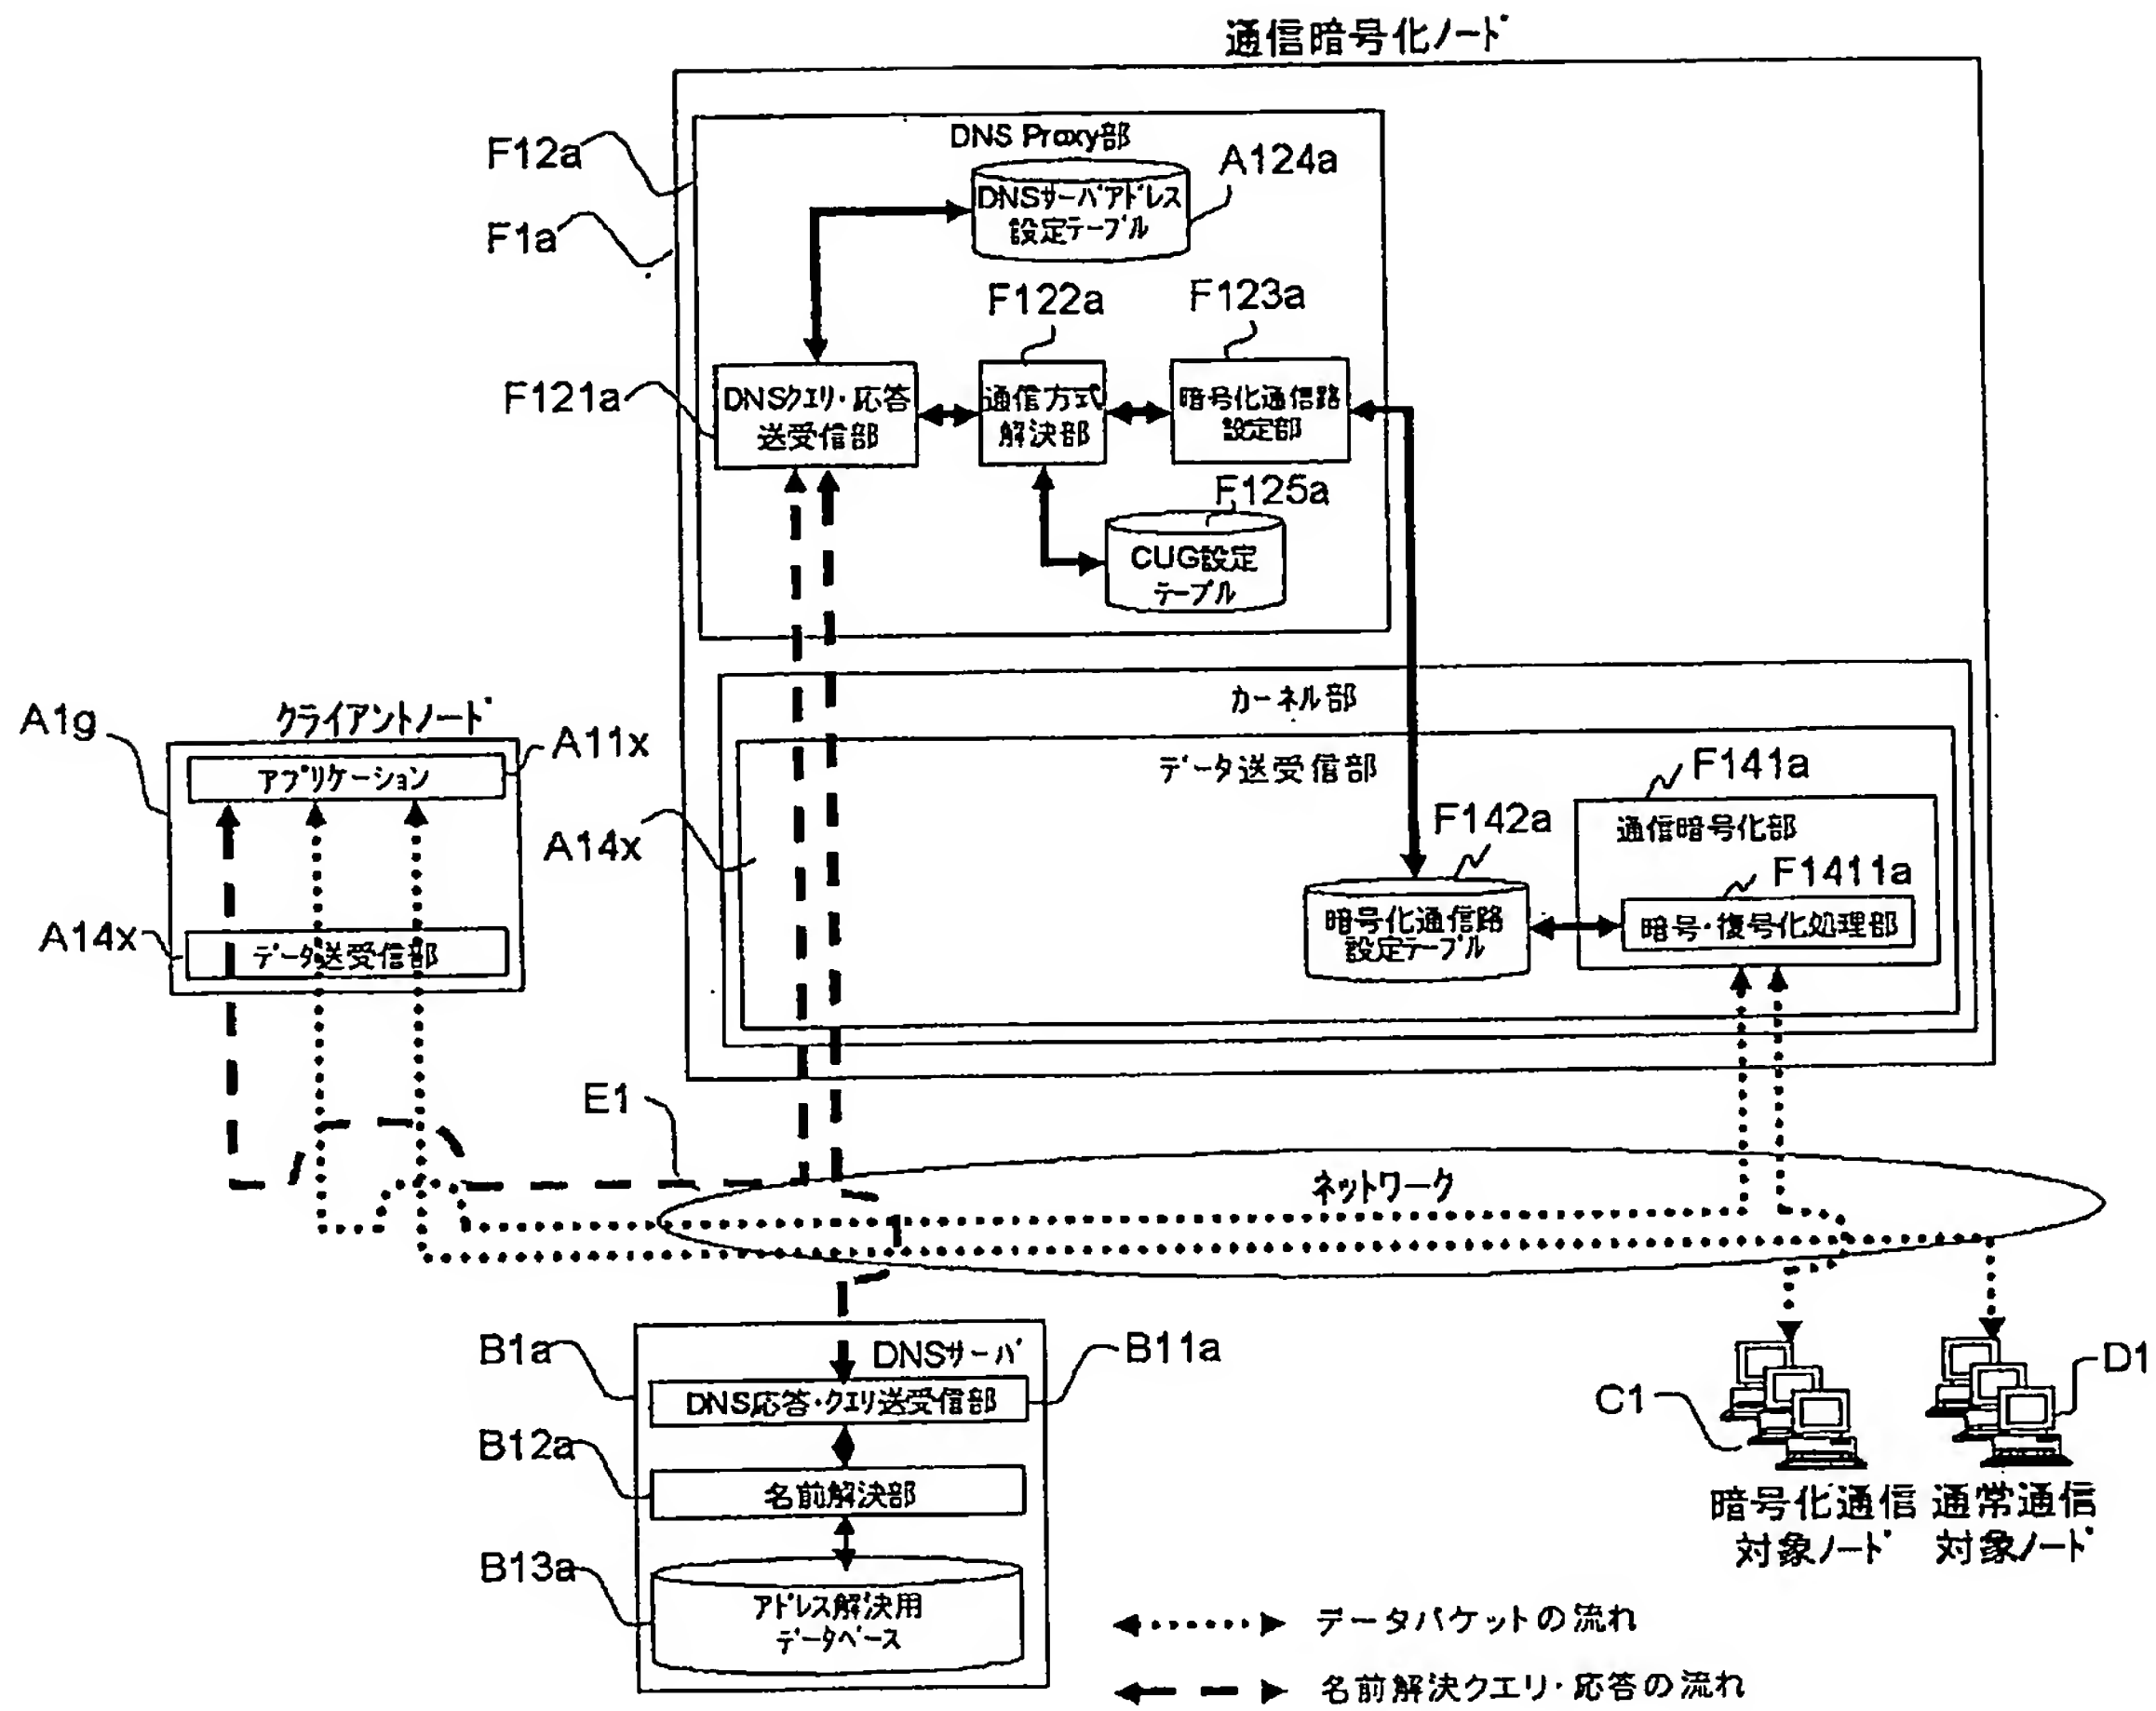 通信暗号化ノード
F12a
DNS Proxy部
A124a
DNSサーバアドレス
設定テーブル
F1a
F122a
F123a
F121a
DNSクエリ・応答
送受信部
通信方式
解決部
暗号化通信路
設定部
F125a
CUG設定
テーブル
カーネル部
A1g
クライアントノード
A11x
アプリケーション
データ送受信部
F141a
通信暗号化部
A14x
F142a
F1411a
暗号化通信路
設定テーブル
暗号・復号化処理部
A14x
データ送受信部
E1
ネットワーク
B1a
DNSサーバ
B11a
DNS応答・クエリ送受信部
B12a
名前解決部
B13a
アドレス解決用
データベース
C1
D1
暗号化通信
対象ノード
通常通信
対象ノード
データパケットの流れ
名前解決クエリ・応答の流れ